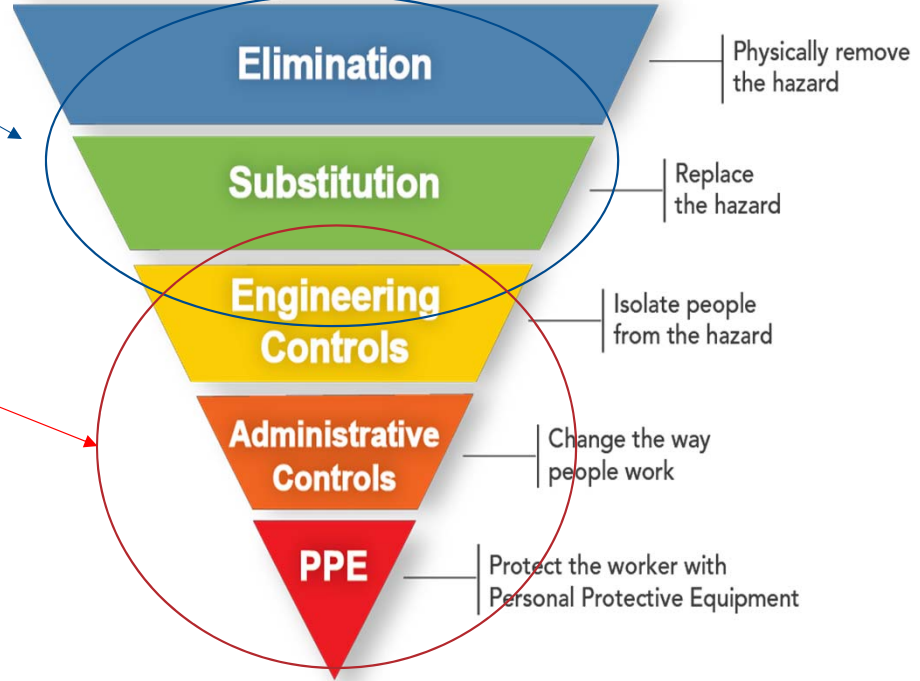 Elimination
Physically remove
the hazard
Substitution
Replace
the hazard
Engineering
Controls
Isolate people
from the hazard
Administrative
Controls
Change the way
people work
PPE
Protect the worker with
Personal Protective Equipment